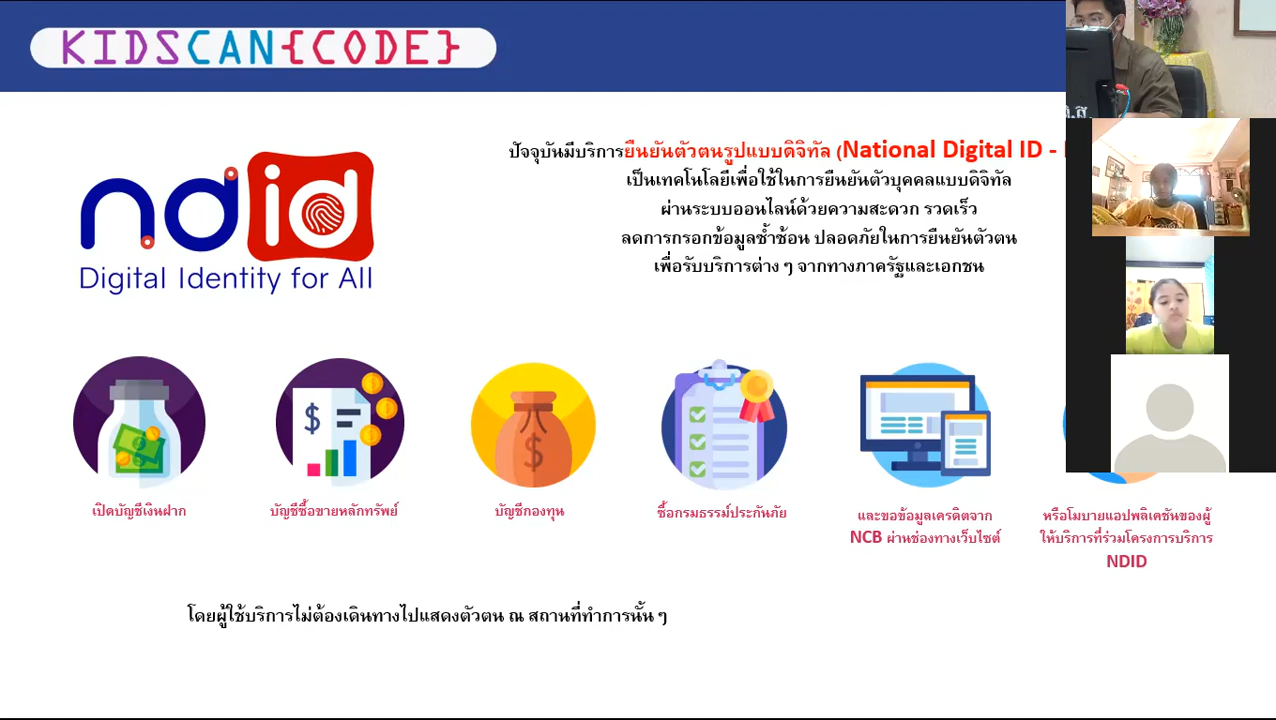 KIDSCAN{CODE}
ndid
Digital Identity for All
ปัจจุบันมีบริการยืนยันตัวตนรูปแบบดิจิทัล (National Digital ID -
เป็นเทคโนโลยีเพื่อใช้ในการยืนยันตัวบุคคลแบบดิจิทัล
ผ่านระบบออนไลน์ด้วยความสะดวก รวดเร็ว
ลดการกรอกข้อมูลซ้ำซ้อน ปลอดภัยในการยืนยันตัวตน
เพื่อรับบริการต่าง ๆ จากทางภาครัฐและเอกชน
เปิดบัญชีเงินฝาก
บัญชีซื้อขายหลักทรัพย์
บัญชีกองทุน
ซื้อกรมธรรม์ประกันภัย
และขอข้อมูลเครดิตจาก
NCB ผ่านช่องทางเว็บไซต์
หรือโมบายแอปพลิเคชันของผู้
ให้บริการที่ร่วมโครงการบริการ
NDID
โดยผู้ใช้บริการไม่ต้องเดินทางไปแสดงตัวตน ณ สถานที่ทำการนั้น ๆ